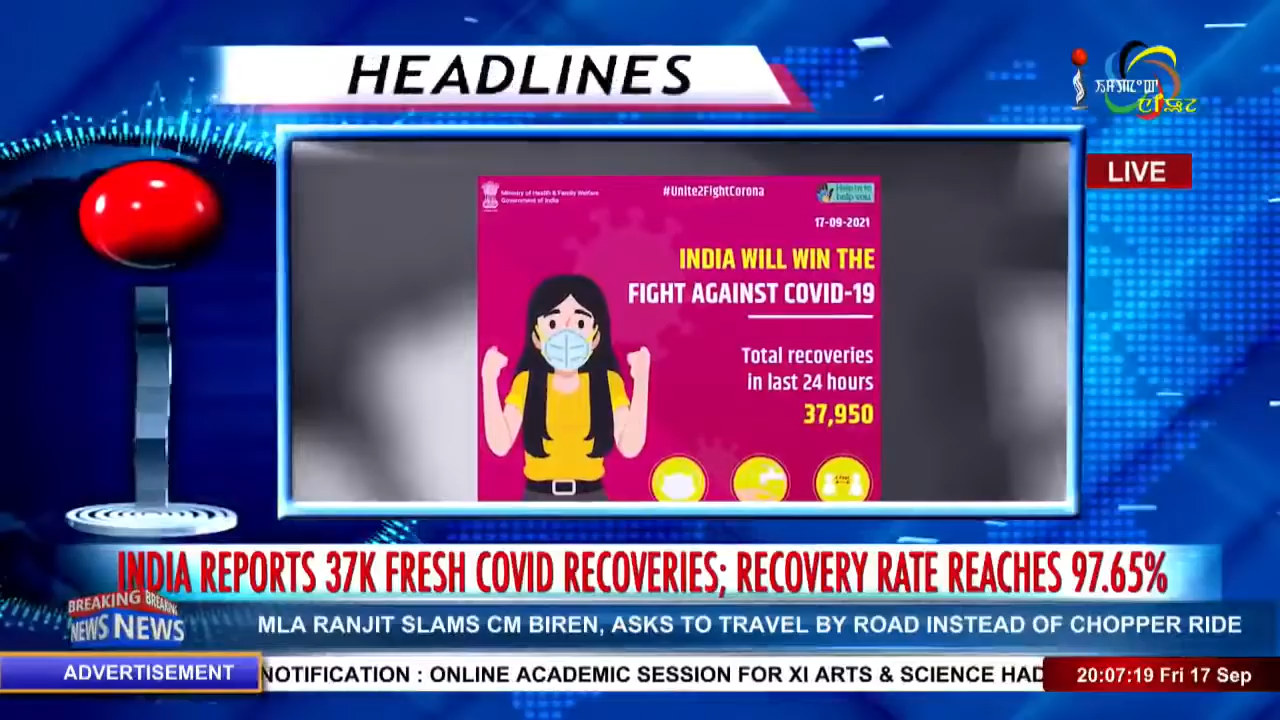 HEADLINES
LIVE
Ministry of Health & Family Welfare
Government of India
#Unite2FightCorona
17-09-2021
INDIA WILL WIN THE
FIGHT AGAINST COVID-19
Total recoveries
in last 24 hours
37,950
INDIA REPORTS 37K FRESH COVID RECOVERIES; RECOVERY RATE REACHES 97.65%
BREAKING BREAKING
NEWS NEWS
MLA RANJIT SLAMS CM BIREN, ASKS TO TRAVEL BY ROAD INSTEAD OF CHOPPER RIDE
ADVERTISEMENT
NOTIFICATION : ONLINE ACADEMIC SESSION FOR XI ARTS & SCIENCE HAD
20:07:19 Fri 17 Sep